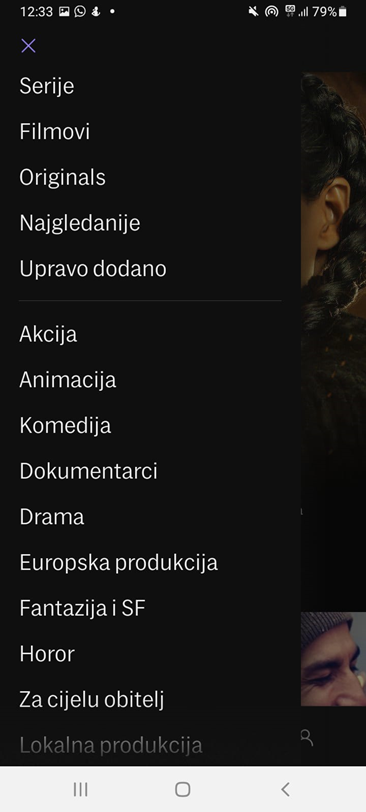 12:33
5G
79%
Serije
Filmovi
Originals
Najgledanije
Upravo dodano
Akcija
Animacija
Komedija
Dokumentarci
Drama
Europska produkcija
Fantazija i SF
Horor
Za cijelu obitelj
Lokalna produkcija